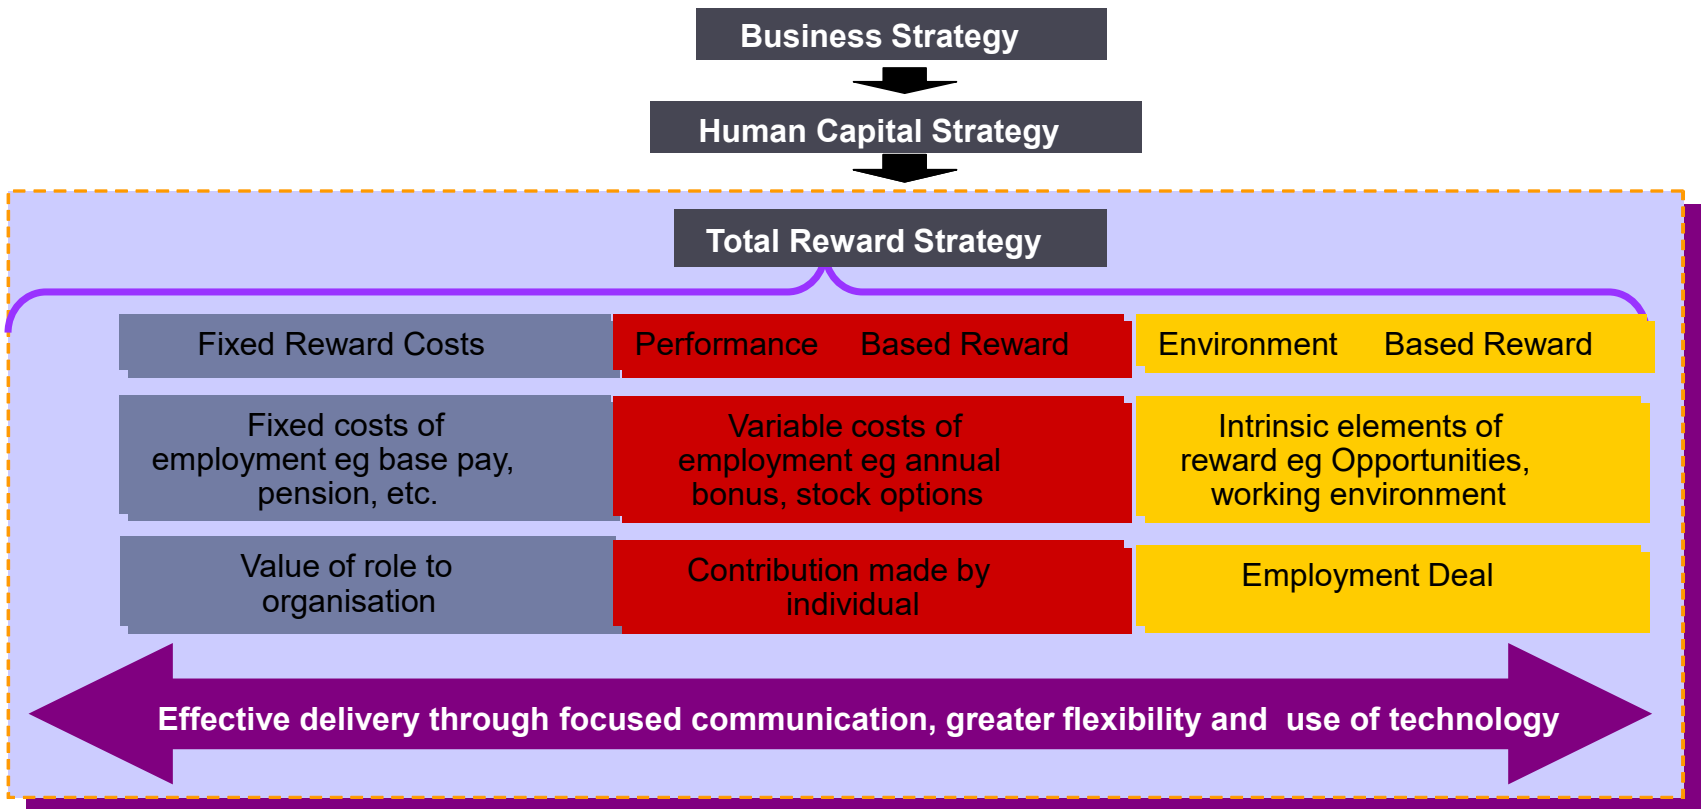 Business Strategy
Human Capital Strategy
Total Reward Strategy
Fixed Reward Costs
Performance Based Reward
Environment Based Reward
Fixed costs of
employment eg base pay,
pension, etc.
Variable costs of
employment eg annual
bonus, stock options
Intrinsic elements of
reward eg Opportunities,
working environment
Value of role to
organisation
Contribution made by
individual
Employment Deal
Effective delivery through focused communication, greater flexibility and use of technology